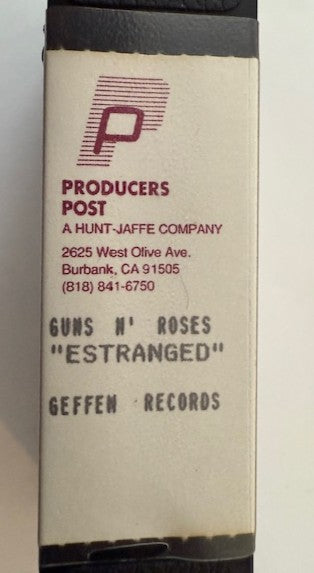 P
PRODUCERS
POST
A HUNT-JAFFE COMPANY
2625 West Olive Ave.
Burbank, CA 91505
(818) 841-6750
GUNS N' ROSES
"ESTRANGED"
GEFFEN RECORDS